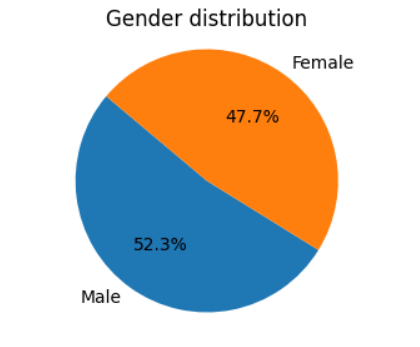 Gender distribution
Female
47.7%
52.3%
Male